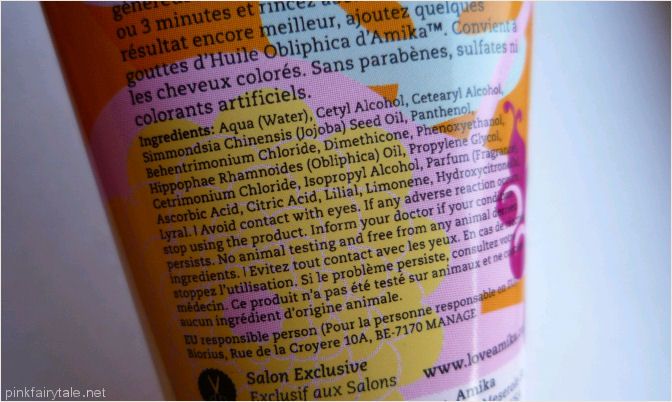 ou 3 minutes et rincez
résultat encore meilleur, ajoutez quelques
gouttes d'Huile Obliphica d'Amika™. Convient à
les cheveux colorés. Sans parabènes, sulfates ni
colorants artificiels.
Ingredients: Aqua (Water), Cetyl Alcohol, Cetearyl Alcohol,
Simmondsia Chinensis (Jojoba) Seed Oil, Panthenol,
Behentrimonium Chloride, Dimethicone, Phenoxyethanol,
Hippophae Rhamnoides (Obliphica) Oil, Propylene Glycol,
Cetrimonium Chloride, Isopropyl Alcohol, Parfum (Fragrance),
Ascorbic Acid, Citric Acid, Lilial, Limonene,
Lyral. | Avoid contact with eyes. If any adverse reaction
stop using the product. Inform your doctor if your
persists. No animal testing and free from any animal
ingredients. | Evitez tout contact avec les yeux. En cas de
stoppez l'utilisation. Si le problème persiste, consultez
médecin. Ce produit n'a pas été testé sur animaux et ne
aucun ingrédient d'origine animale.
EU responsible person (Pour la personne responsable en
Biorius, Rue de la Croyere 10A, BE-7170 MANAGE
www.loveamika.
Salon Exclusive
Exclusif aux Salons
Amika
pinkfairytale.net